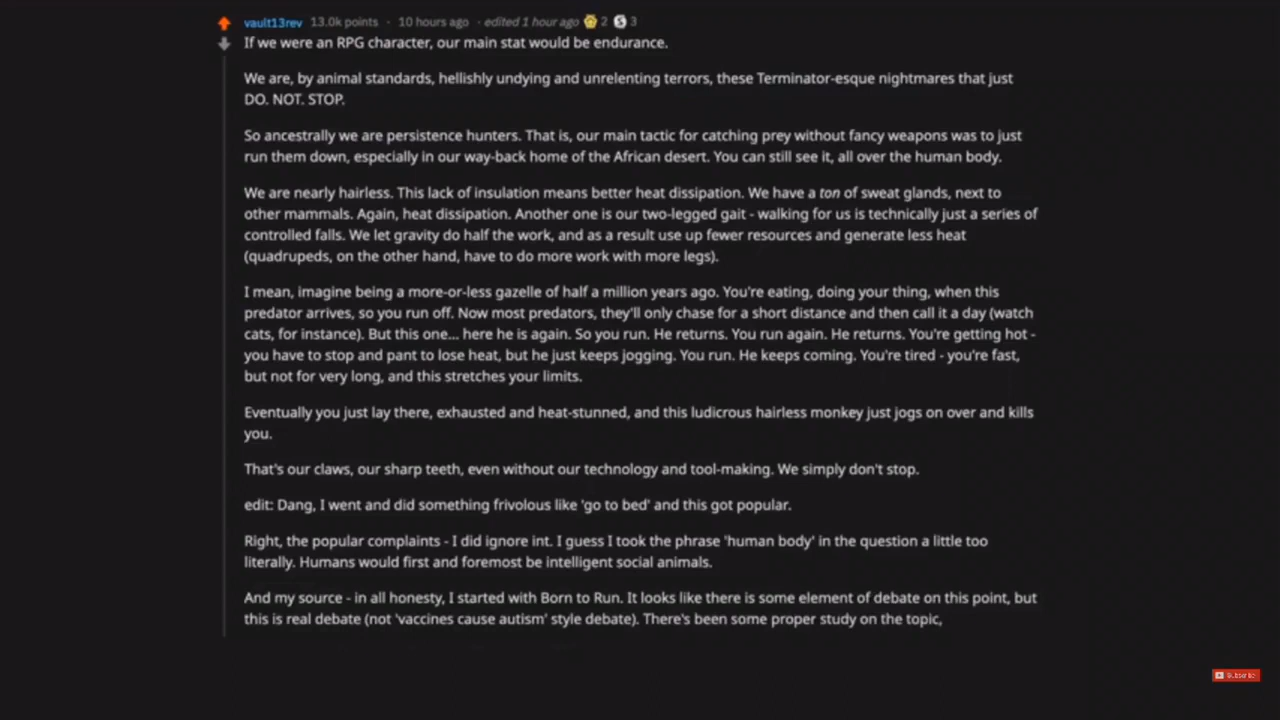 vault13rev 13.0k points · 10 hours ago · edited 1 hour ago 2 3
If we were an RPG character, our main stat would be endurance.
We are, by animal standards, hellishly undying and unrelenting terrors, these Terminator-esque nightmares that just
DO. NOT. STOP.
So ancestrally we are persistence hunters. That is, our main tactic for catching prey without fancy weapons was to just
run them down, especially in our way-back home of the African desert. You can still see it, all over the human body.
We are nearly hairless. This lack of insulation means better heat dissipation. We have a ton of sweat glands, next to
other mammals. Again, heat dissipation. Another one is our two-legged gait - walking for us is technically just a series of
controlled falls. We let gravity do half the work, and as a result use up fewer resources and generate less heat
(quadrupeds, on the other hand, have to do more work with more legs).
I mean, imagine being a more-or-less gazelle of half a million years ago. You're eating, doing your thing, when this
predator arrives, so you run off. Now most predators, they'll only chase for a short distance and then call it a day (watch
cats, for instance). But this one... here he is again. So you run. He returns. You run again. He returns. You're getting hot -
you have to stop and pant to lose heat, but he just keeps jogging. You run. He keeps coming. You're tired - you're fast,
but not for very long, and this stretches your limits.
Eventually you just lay there, exhausted and heat-stunned, and this ludicrous hairless monkey just jogs on over and kills
you.
That's our claws, our sharp teeth, even without our technology and tool-making. We simply don't stop.
edit: Dang, I went and did something frivolous like 'go to bed' and this got popular.
Right, the popular complaints - I did ignore int. I guess I took the phrase 'human body' in the question a little too
literally. Humans would first and foremost be intelligent social animals.
And my source - in all honesty, I started with Born to Run. It looks like there is some element of debate on this point, but
this is real debate (not 'vaccines cause autism' style debate). There's been some proper study on the topic,
Subscribe